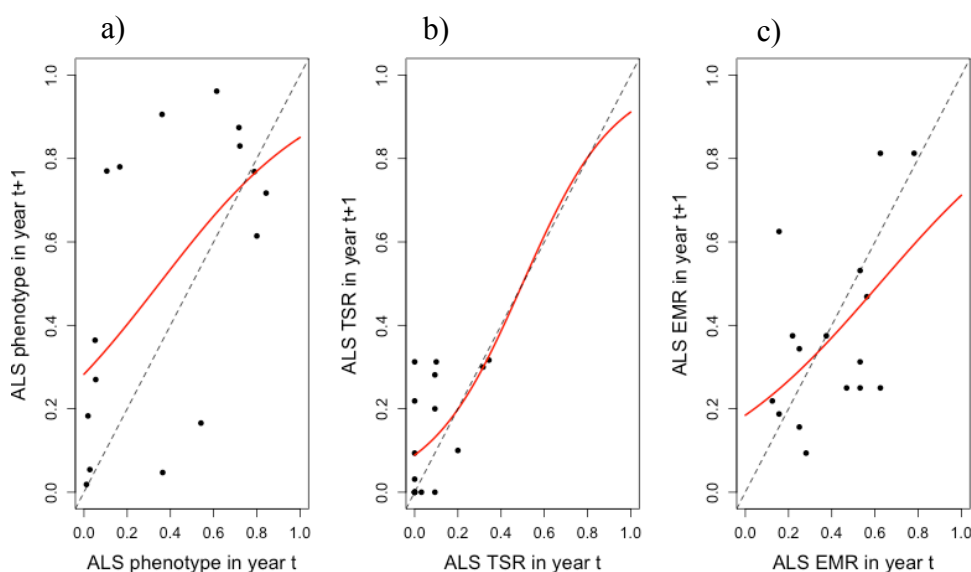 a)
b)
c)
ALS phenotype in year t+1
0.0 0.2 0.4 0.6 0.8 1.0
0.0 0.2 0.4 0.6 0.8 1.0
ALS phenotype in year t
ALS TSR in year t+1
0.0 0.2 0.4 0.6 0.8 1.0
0.0 0.2 0.4 0.6 0.8 1.0
ALS TSR in year t
ALS EMR in year t+1
0.0 0.2 0.4 0.6 0.8 1.0
0.0 0.2 0.4 0.6 0.8 1.0
ALS EMR in year t